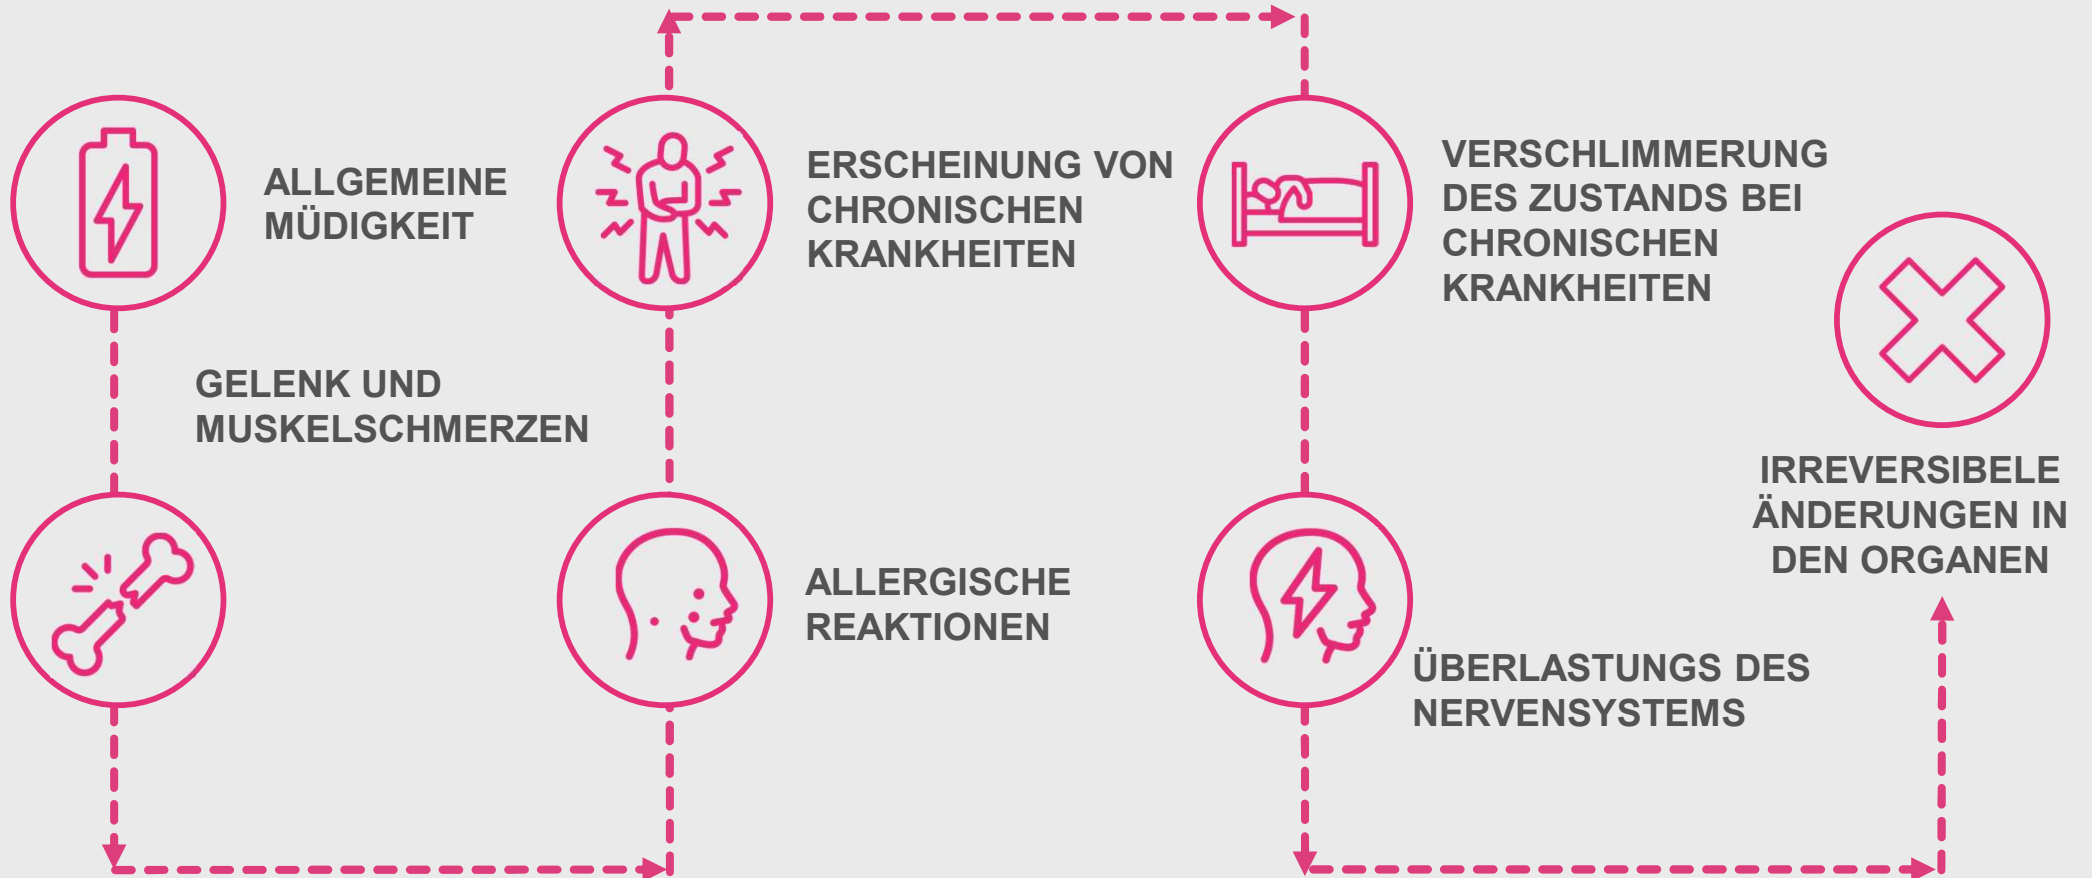 ALLGEMEINE
MÜDIGKEIT
GELENK UND
MUSKELSCHMERZEN
ALLERGISCHE
REAKTIONEN
ERSCHEINUNG VON
CHRONISCHEN
KRANKHEITEN
VERSCHLIMMERUNG
DES ZUSTANDS BEI
CHRONISCHEN
KRANKHEITEN
ÜBERLASTUNGS DES
NERVENSYSTEMS
IRREVERSIBELE
ÄNDERUNGEN IN
DEN ORGANEN